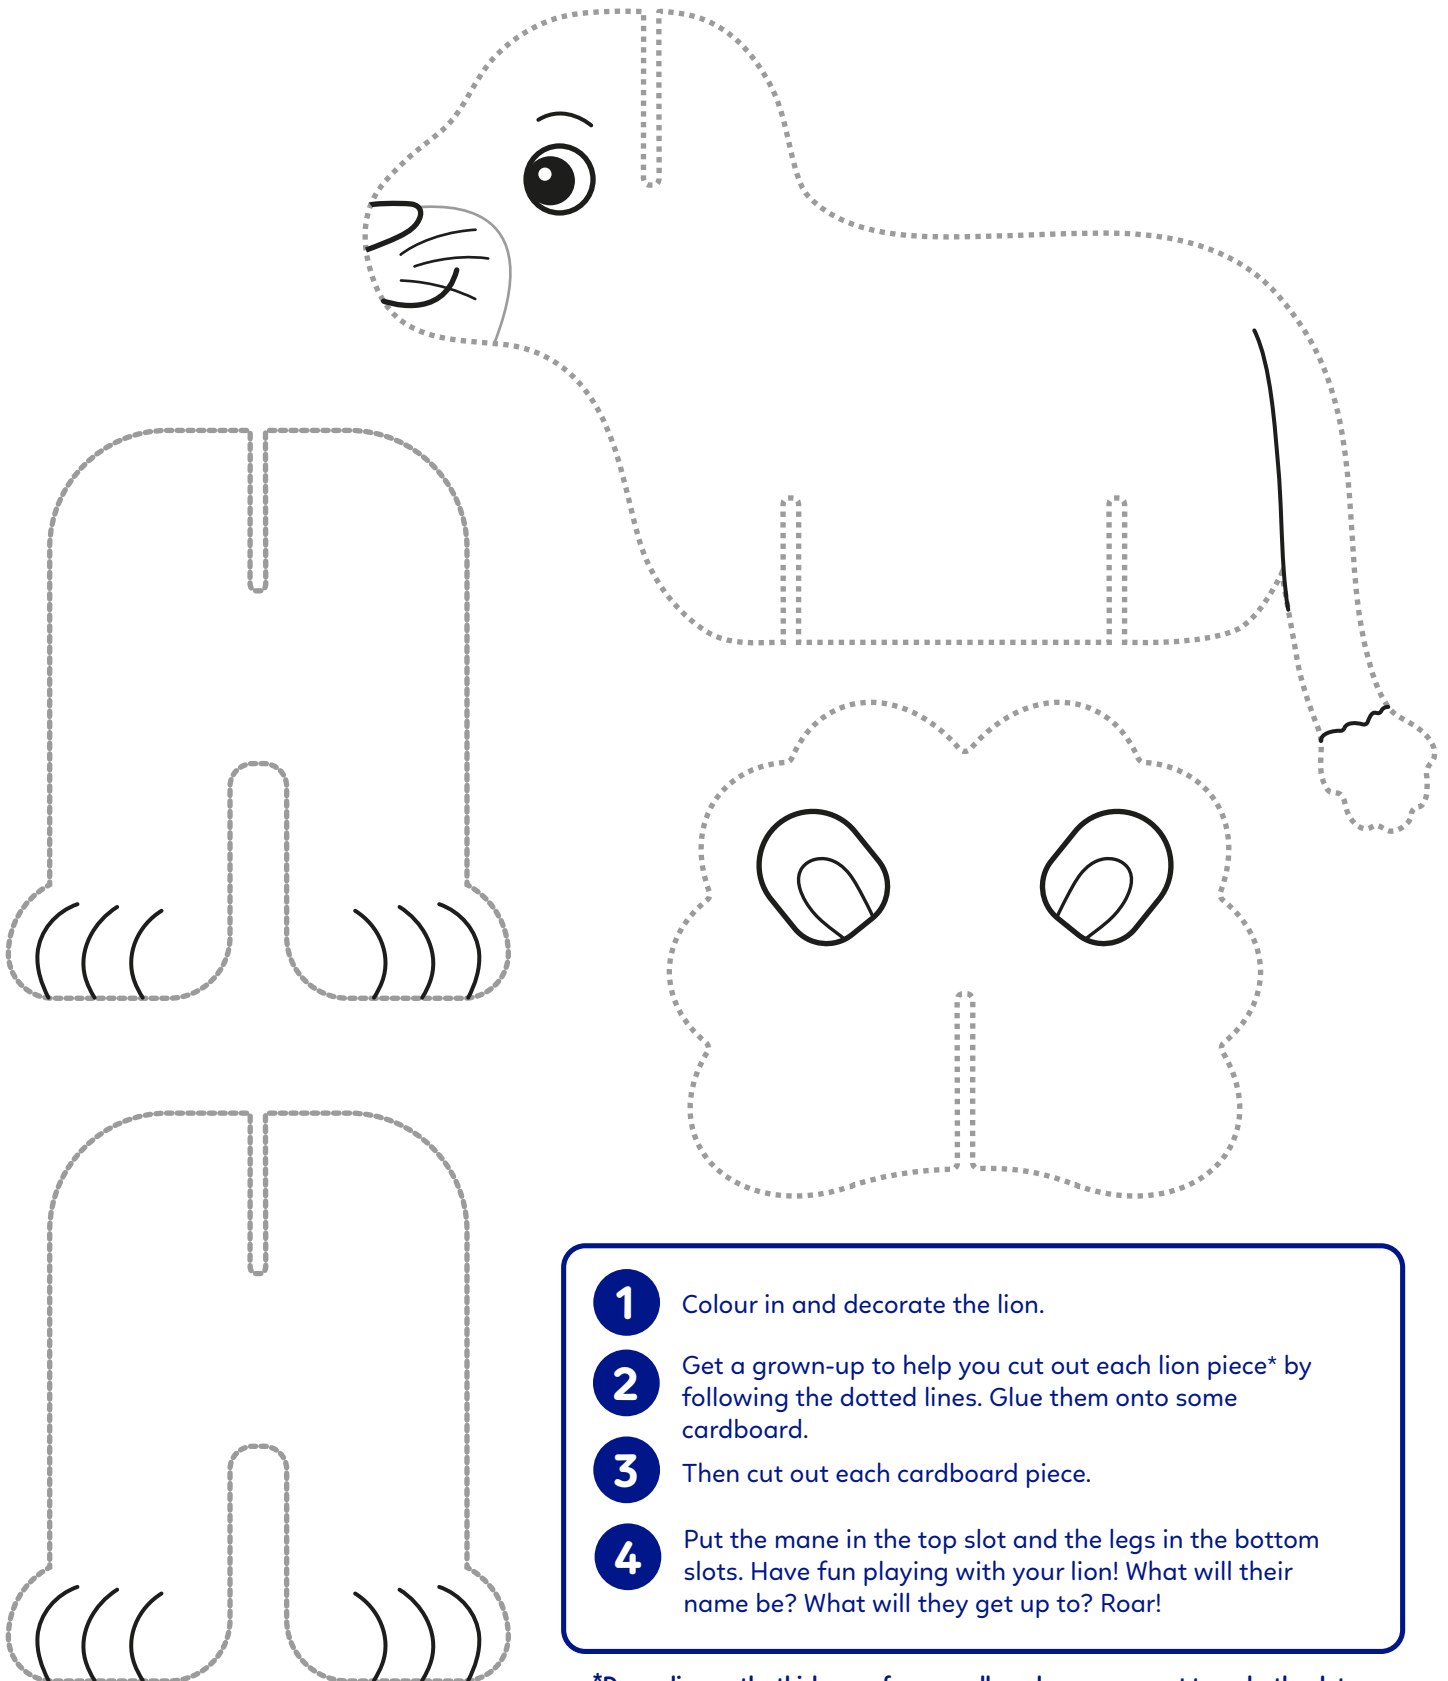 1 Colour in and decorate the lion.
2 Get a grown-up to help you cut out each lion piece* by
following the dotted lines. Glue them onto some
cardboard.
3 Then cut out each cardboard piece.
4 Put the mane in the top slot and the legs in the bottom
slots. Have fun playing with your lion! What will their
name be? What will they get up to? Roar!